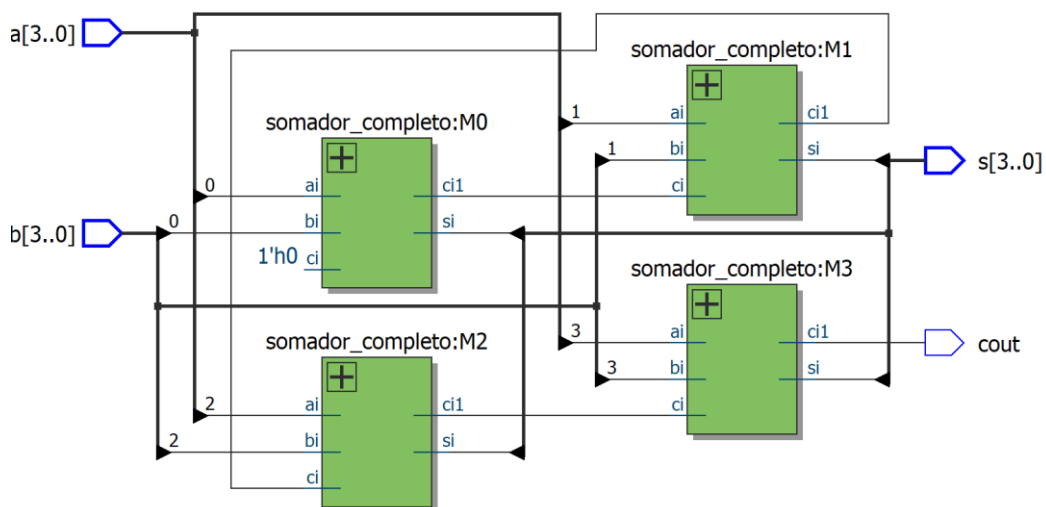 a[3..0]
b[3..0]
somador_completo:M0
0
ai
0
bi
1'h0
ci
ci1
si
somador_completo:M1
1
ai
1
bi
ci
ci1
si
somador_completo:M2
2
ai
2
bi
ci
ci1
si
somador_completo:M3
3
ai
3
bi
ci
ci1
si
s[3..0]
cout